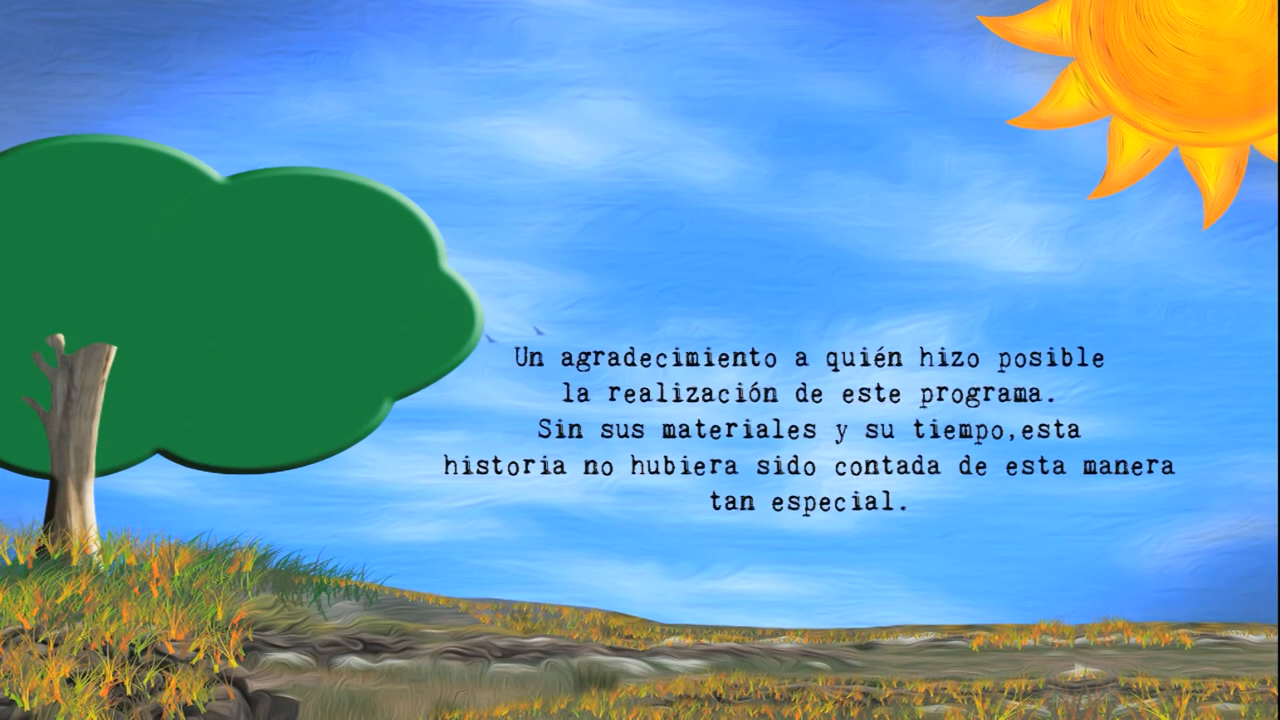 Un agradecimiento a quién hizo posible
la realización de este programa.
Sin sus materiales y su tiempo,esta
historia no hubiera sido contada de esta manera
tan especial.